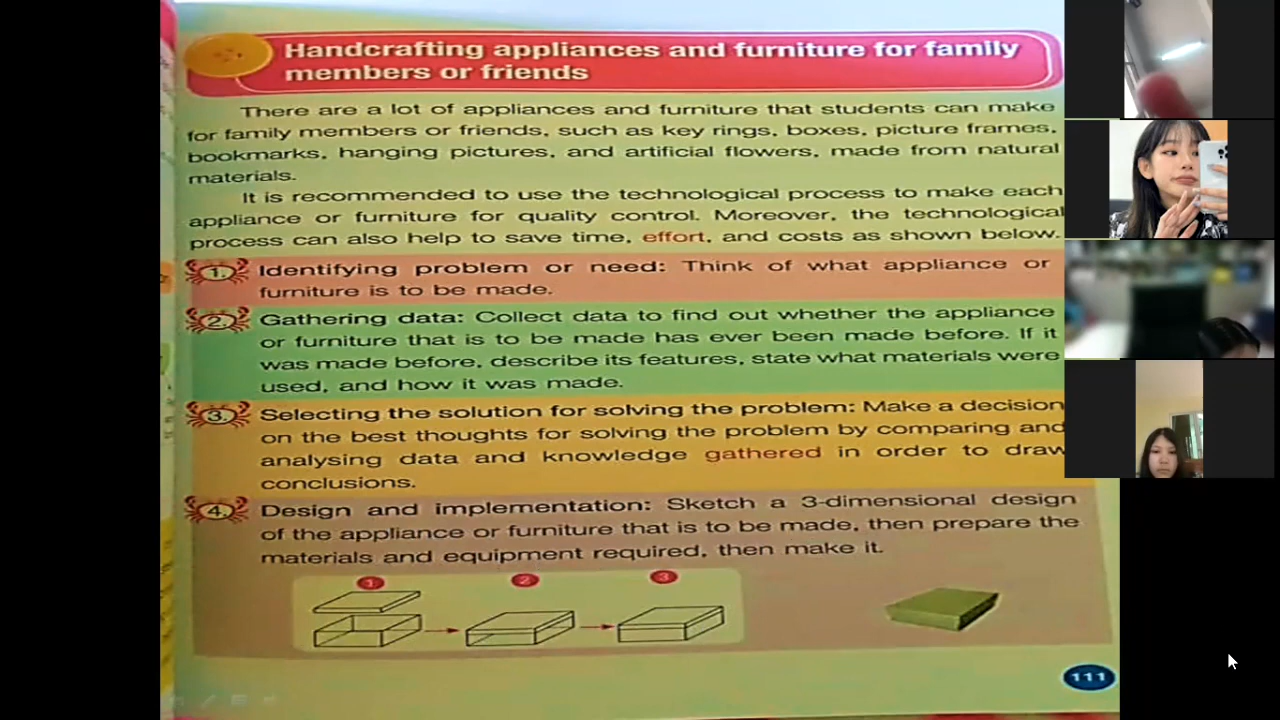 Handcrafting appliances and furniture for family
members or friends
There are a lot of appliances and furniture that students can make
for family members or friends, such as key rings, boxes, picture frames,
bookmarks, hanging pictures, and artificial flowers, made from natural
materials.
It is recommended to use the technological process to make each
appliance or furniture for quality control. Moreover, the technological
process can also help to save time, effort, and costs as shown below.
1. Identifying problem or need: Think of what appliance or
furniture is to be made.
2. Gathering data: Collect data to find out whether the appliance
or furniture that is to be made has ever been made before. If it
was made before, describe its features, state what materials were
used, and how it was made.
3. Selecting the solution for solving the problem: Make a decision
on the best thoughts for solving the problem by comparing and
analysing data and knowledge gathered in order to draw
conclusions.
4. Design and implementation: Sketch a 3-dimensional design
of the appliance or furniture that is to be made, then prepare the
materials and equipment required, then make it.
1 2 3
111